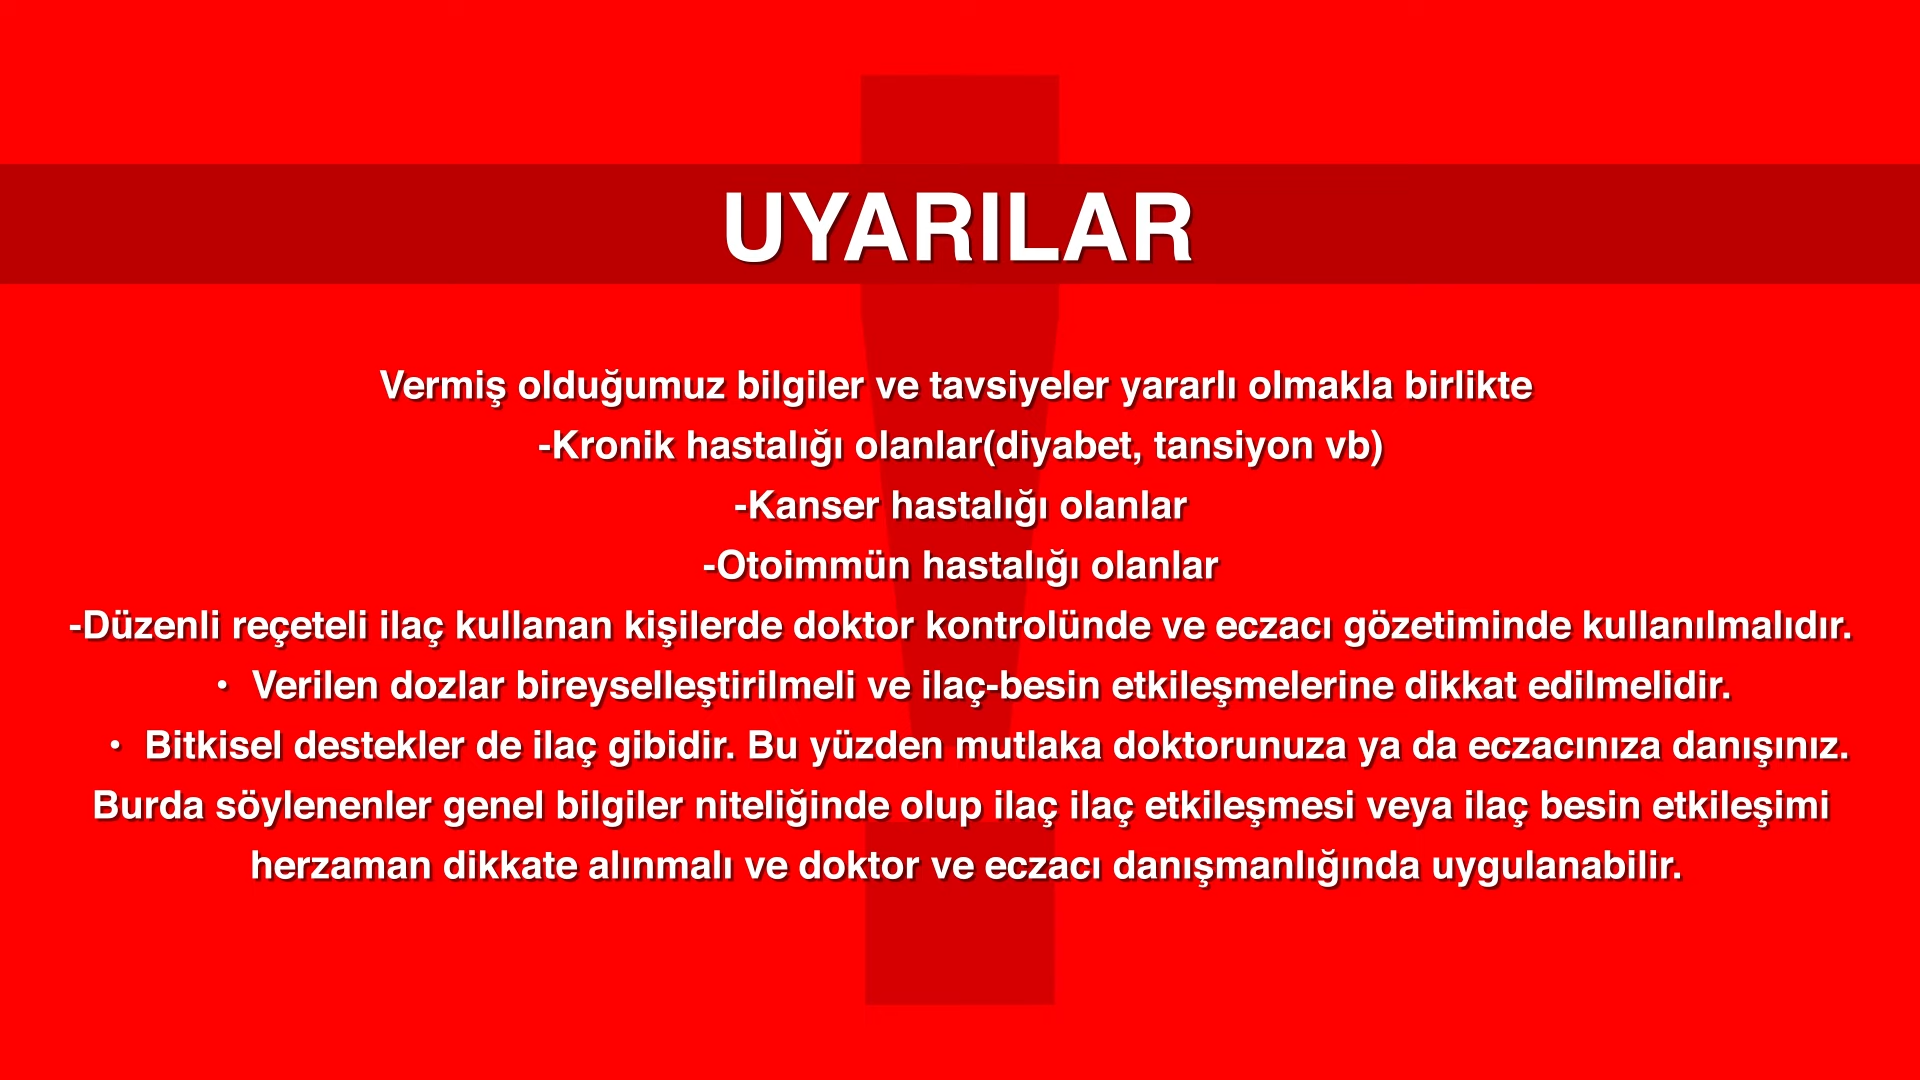 UYARILAR
Vermiş olduğumuz bilgiler ve tavsiyeler yararlı olmakla birlikte
-Kronik hastalığı olanlar(diyabet, tansiyon vb)
-Kanser hastalığı olanlar
-Otoimmün hastalığı olanlar
-Düzenli reçeteli ilaç kullanan kişilerde doktor kontrolünde ve eczacı gözetiminde kullanılmalıdır.
• Verilen dozlar bireyselleştirilmeli ve ilaç-besin etkileşmelerine dikkat edilmelidir.
• Bitkisel destekler de ilaç gibidir. Bu yüzden mutlaka doktorunuza ya da eczacınıza danışınız.
Burda söylenenler genel bilgiler niteliğinde olup ilaç ilaç etkileşmesi veya ilaç besin etkileşimi
herzaman dikkate alınmalı ve doktor ve eczacı danışmanlığında uygulanabilir.